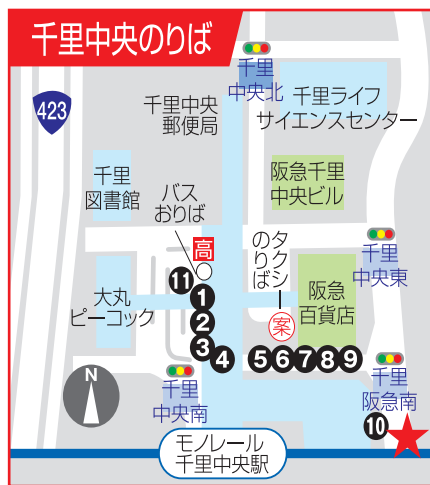 千里中央のりば
423
千里
中央北
千里中央
郵便局
千里ライフ
サイエンスセンター
千里
図書館
バス
おりば
阪急千里
中央ビル
高
タクシー
のりば
千里
中央東
11
大丸
ピーコック
1
2
3
4
案
阪急
百貨店
5 6 7 8 9
N
千里
中央南
千里
阪急南
10
モノレール
千里中央駅